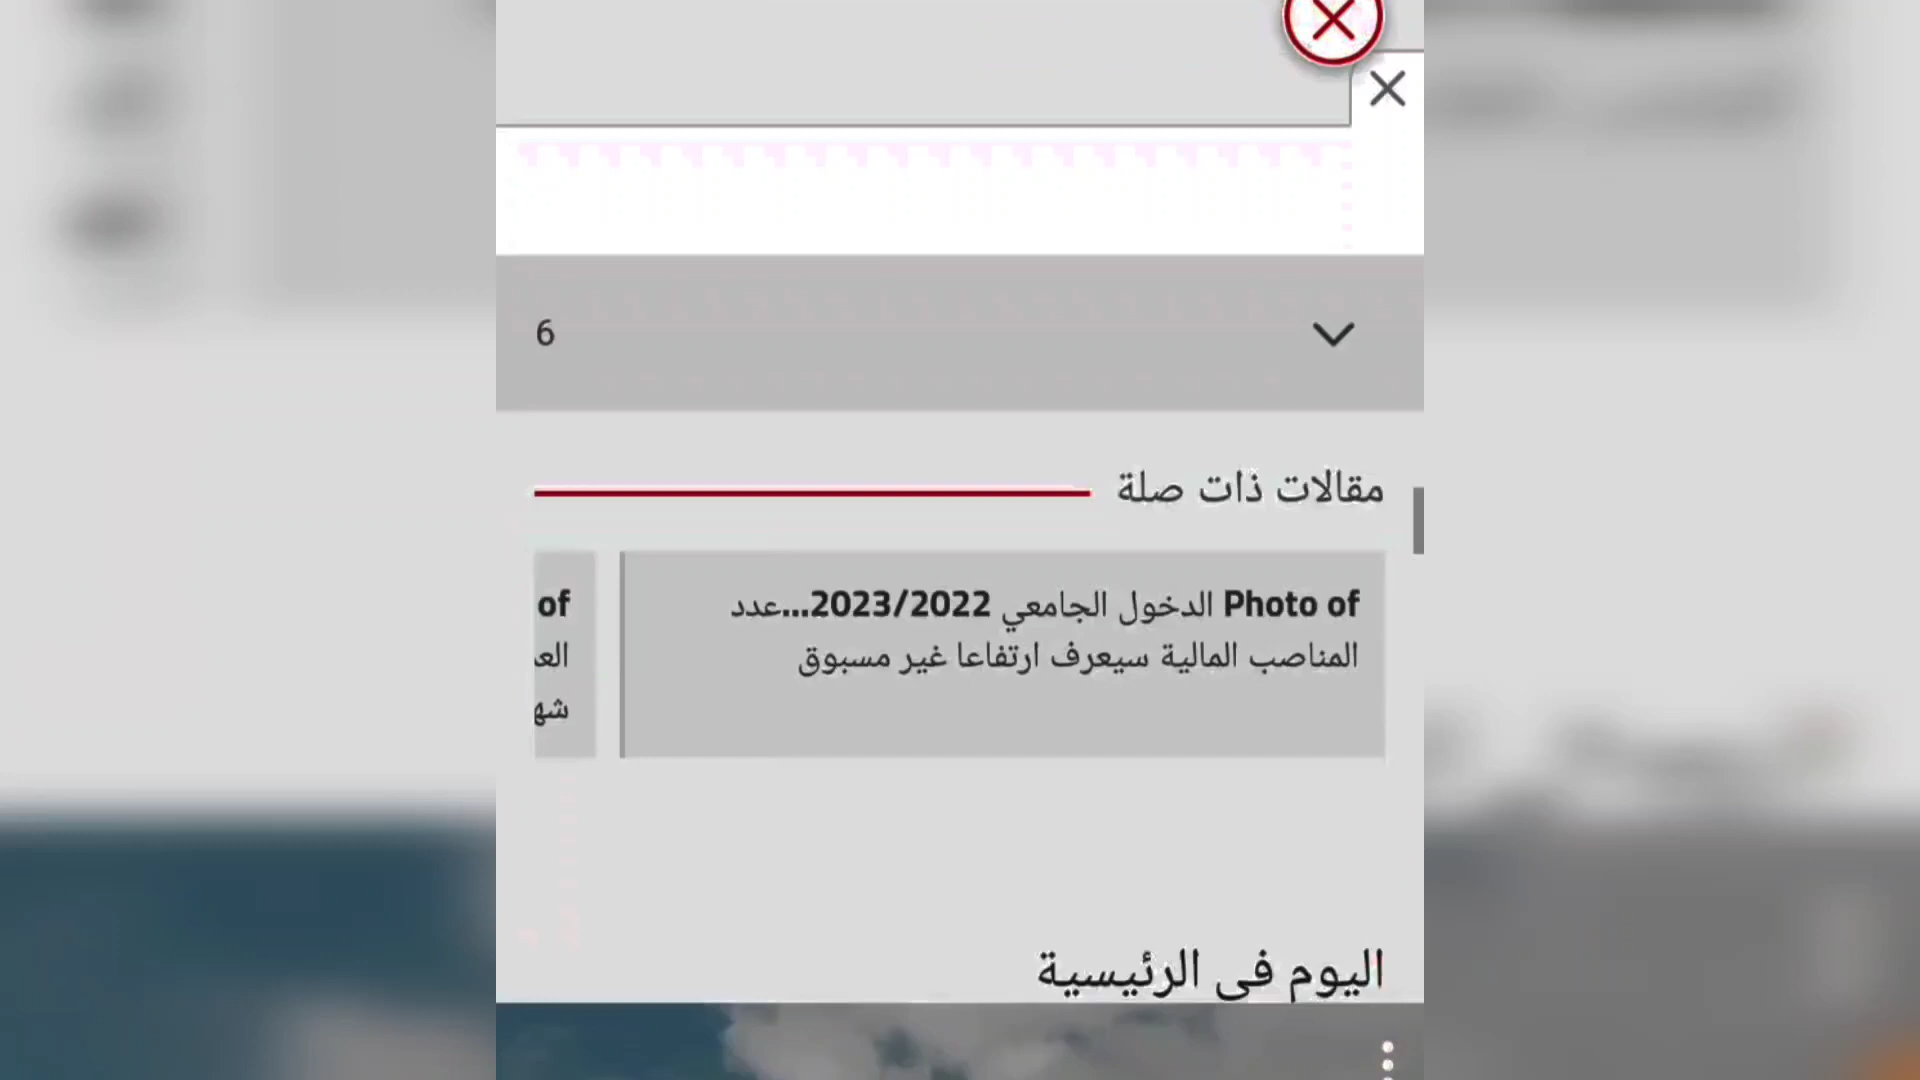 6
مقالات ذات صلة
Photo of الدخول الجامعي 2023/2022...عدد
المناصب المالية سيعرف ارتفاعا غير مسبوق
of
اليوم في الرئيسية